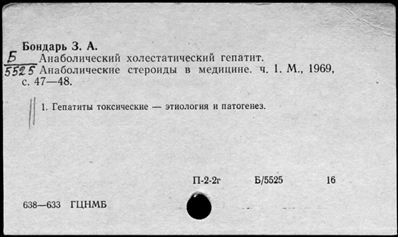 Бондарь З. А.
Б Анаболический холестатический гепатит.
5525 Анаболические стероиды в медицине. ч. I. М., 1969,
с. 47—48.
1. Гепатиты токсические — этиология и патогенез.
П-2-2г Б/5525 16
638—633 ГЦНМБ